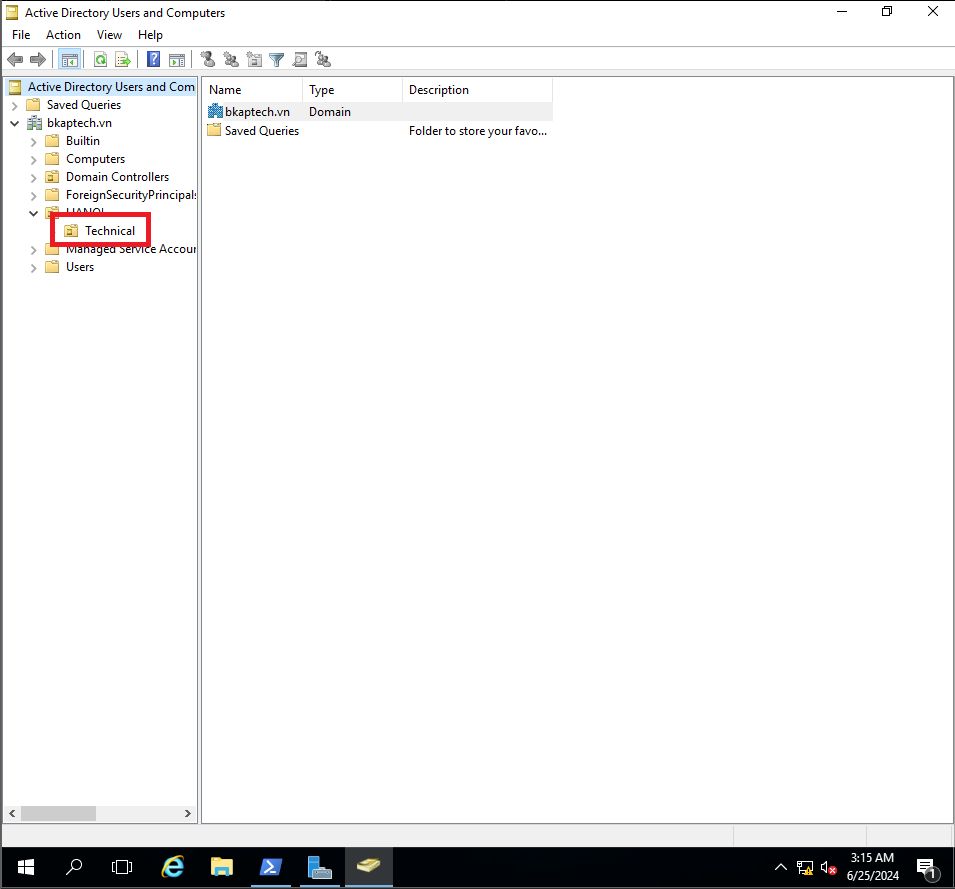 Active Directory Users and Computers
File Action View Help
Active Directory Users and Com
Saved Queries
bkaptech.vn
Builtin
Computers
Domain Controllers
ForeignSecurityPrincipals
HANOI
Technical
Managed Service Accour
Users
Name Type Description
bkaptech.vn Domain
Saved Queries Folder to store your favo...
3:15 AM
6/25/2024
1